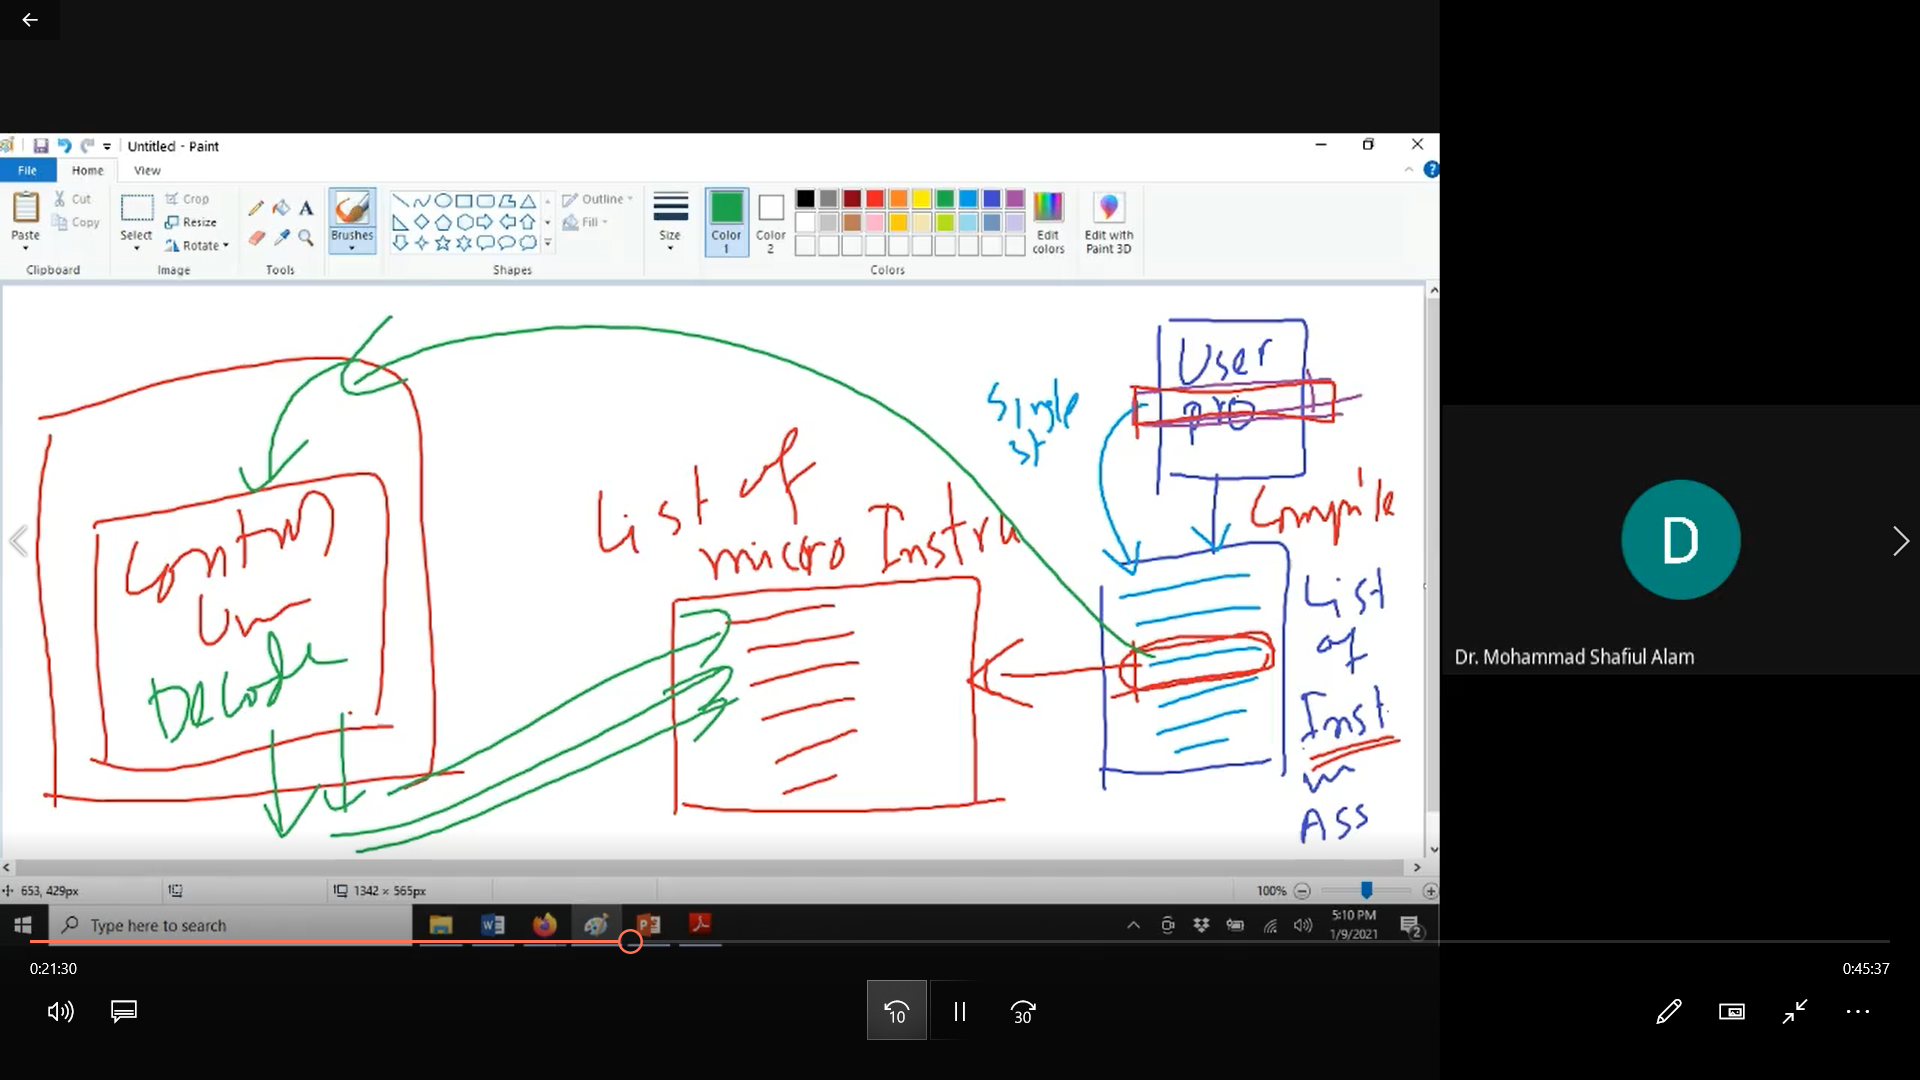 Untitled - Paint
File
Home
View
Paste
Cut
Copy
Clipboard
Select
Crop
Resize
Rotate
Image
Tools
Brushes
Shapes
Outline
Fill
Size
Color
1
Color
2
Edit
colors
Edit with
Paint 3D
Colors
User
pro
Single
st
Compile
List of
micro Instru
Control
Un
Decode
List
of
Inst
in
Ass
D
Dr. Mohammad Shafiul Alam
653, 429px
1342 × 565px
100%
Type here to search
5:10 PM
1/9/2021
2
0:21:30
0:45:37
10
30